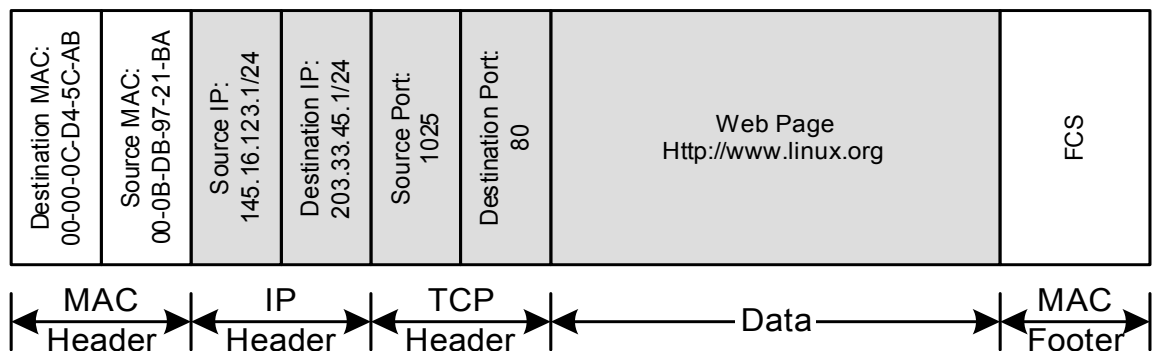 Destination MAC:
00-00-0C-D4-5C-AB
Source MAC:
00-0B-DB-97-21-BA
Source IP:
145.16.123.1/24
Destination IP:
203.33.45.1/24
Source Port:
1025
Destination Port:
80
Web Page
Http://www.linux.org
FCS
MAC
Header
IP
Header
TCP
Header
Data
MAC
Footer